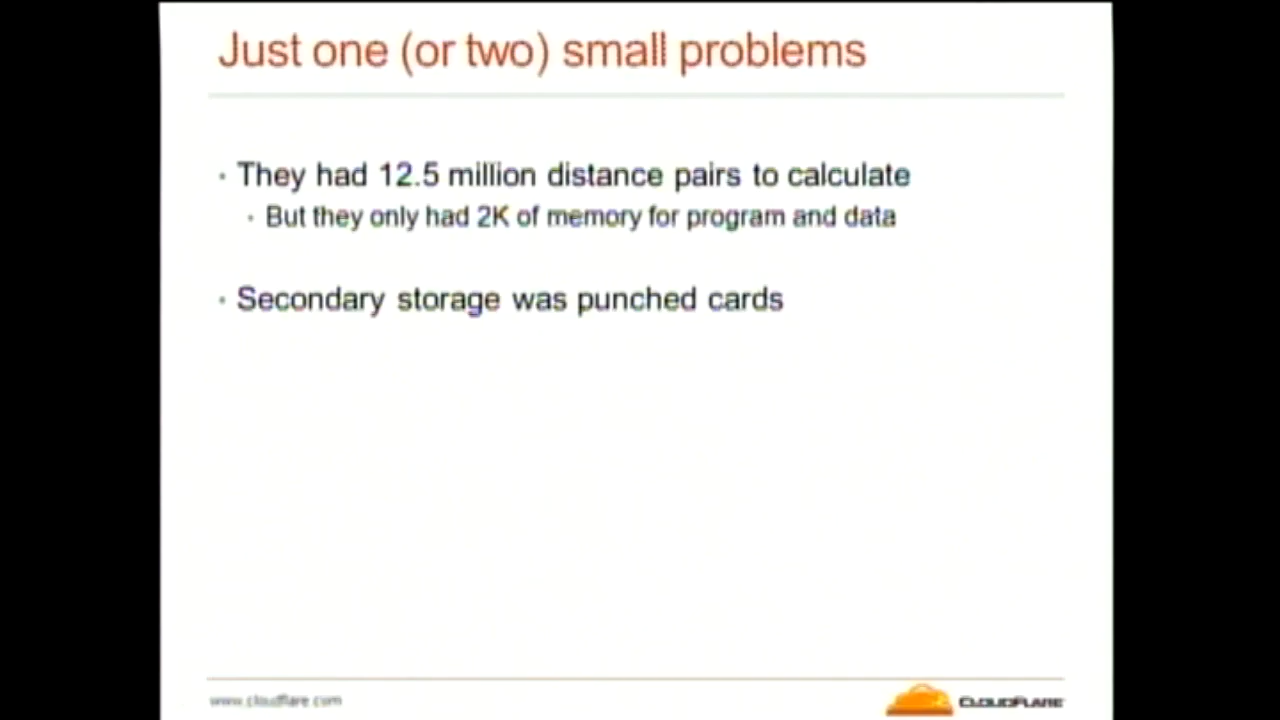 Just one (or two) small problems
• They had 12.5 million distance pairs to calculate
• But they only had 2K of memory for program and data
• Secondary storage was punched cards
www.cloudflare.com
CLOUDFLARE